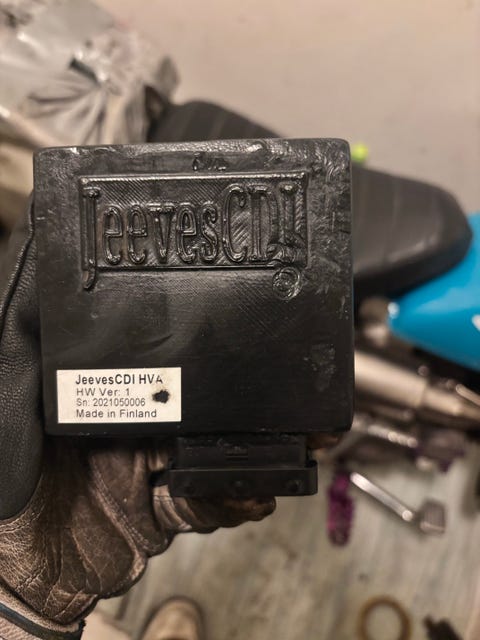 JeevesCDI
JeevesCDI HVA
HW Ver: 1
Sn: 2021050006
Made in Finland